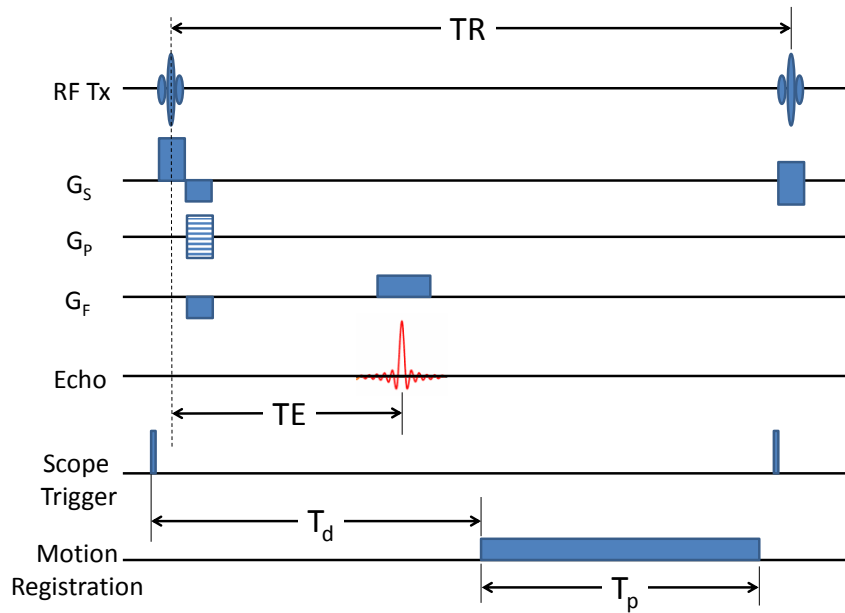 TR
RF Tx
G_S
G_P
G_F
Echo
TE
Scope
Trigger
T_d
Motion
Registration
T_p